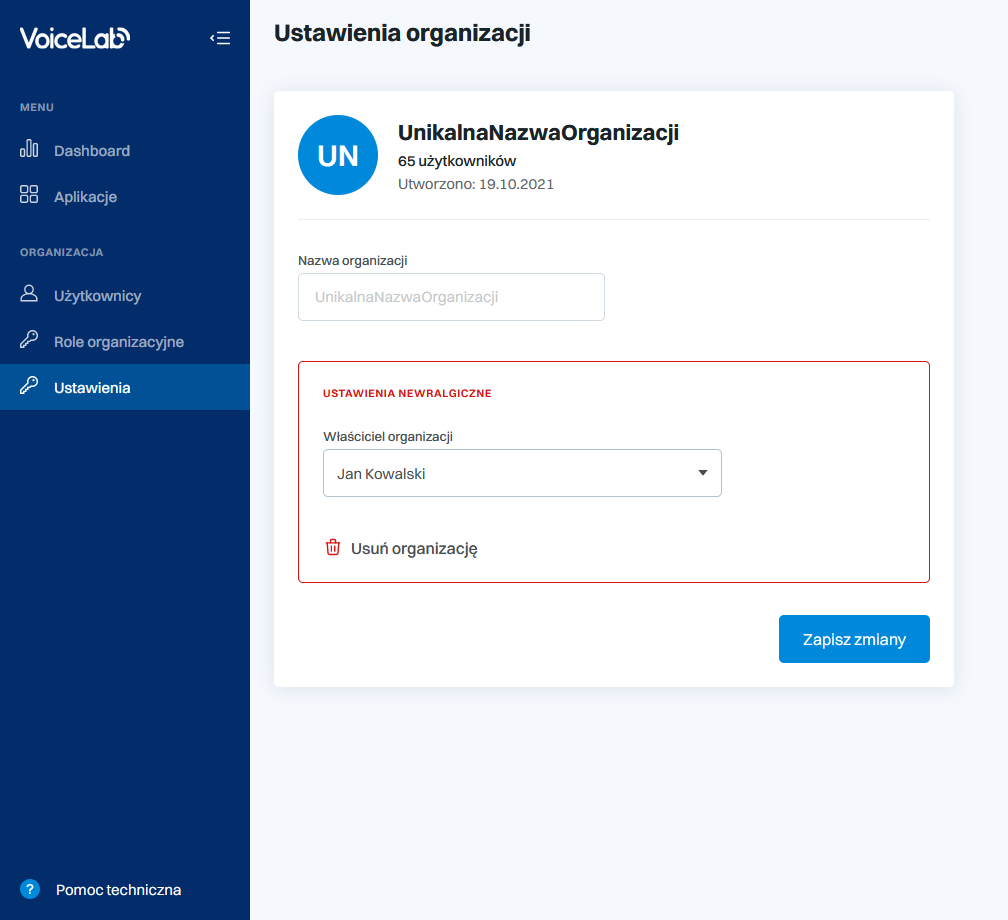 VoiceLab
MENU
Dashboard
Aplikacje
ORGANIZACJA
Użytkownicy
Role organizacyjne
Ustawienia
? Pomoc techniczna
Ustawienia organizacji
UN
UnikalnaNazwaOrganizacji
65 użytkowników
Utworzono: 19.10.2021
Nazwa organizacji
UnikalnaNazwaOrganizacji
USTAWIENIA NEWRALGICZNE
Właściciel organizacji
Jan Kowalski
Usuń organizację
Zapisz zmiany